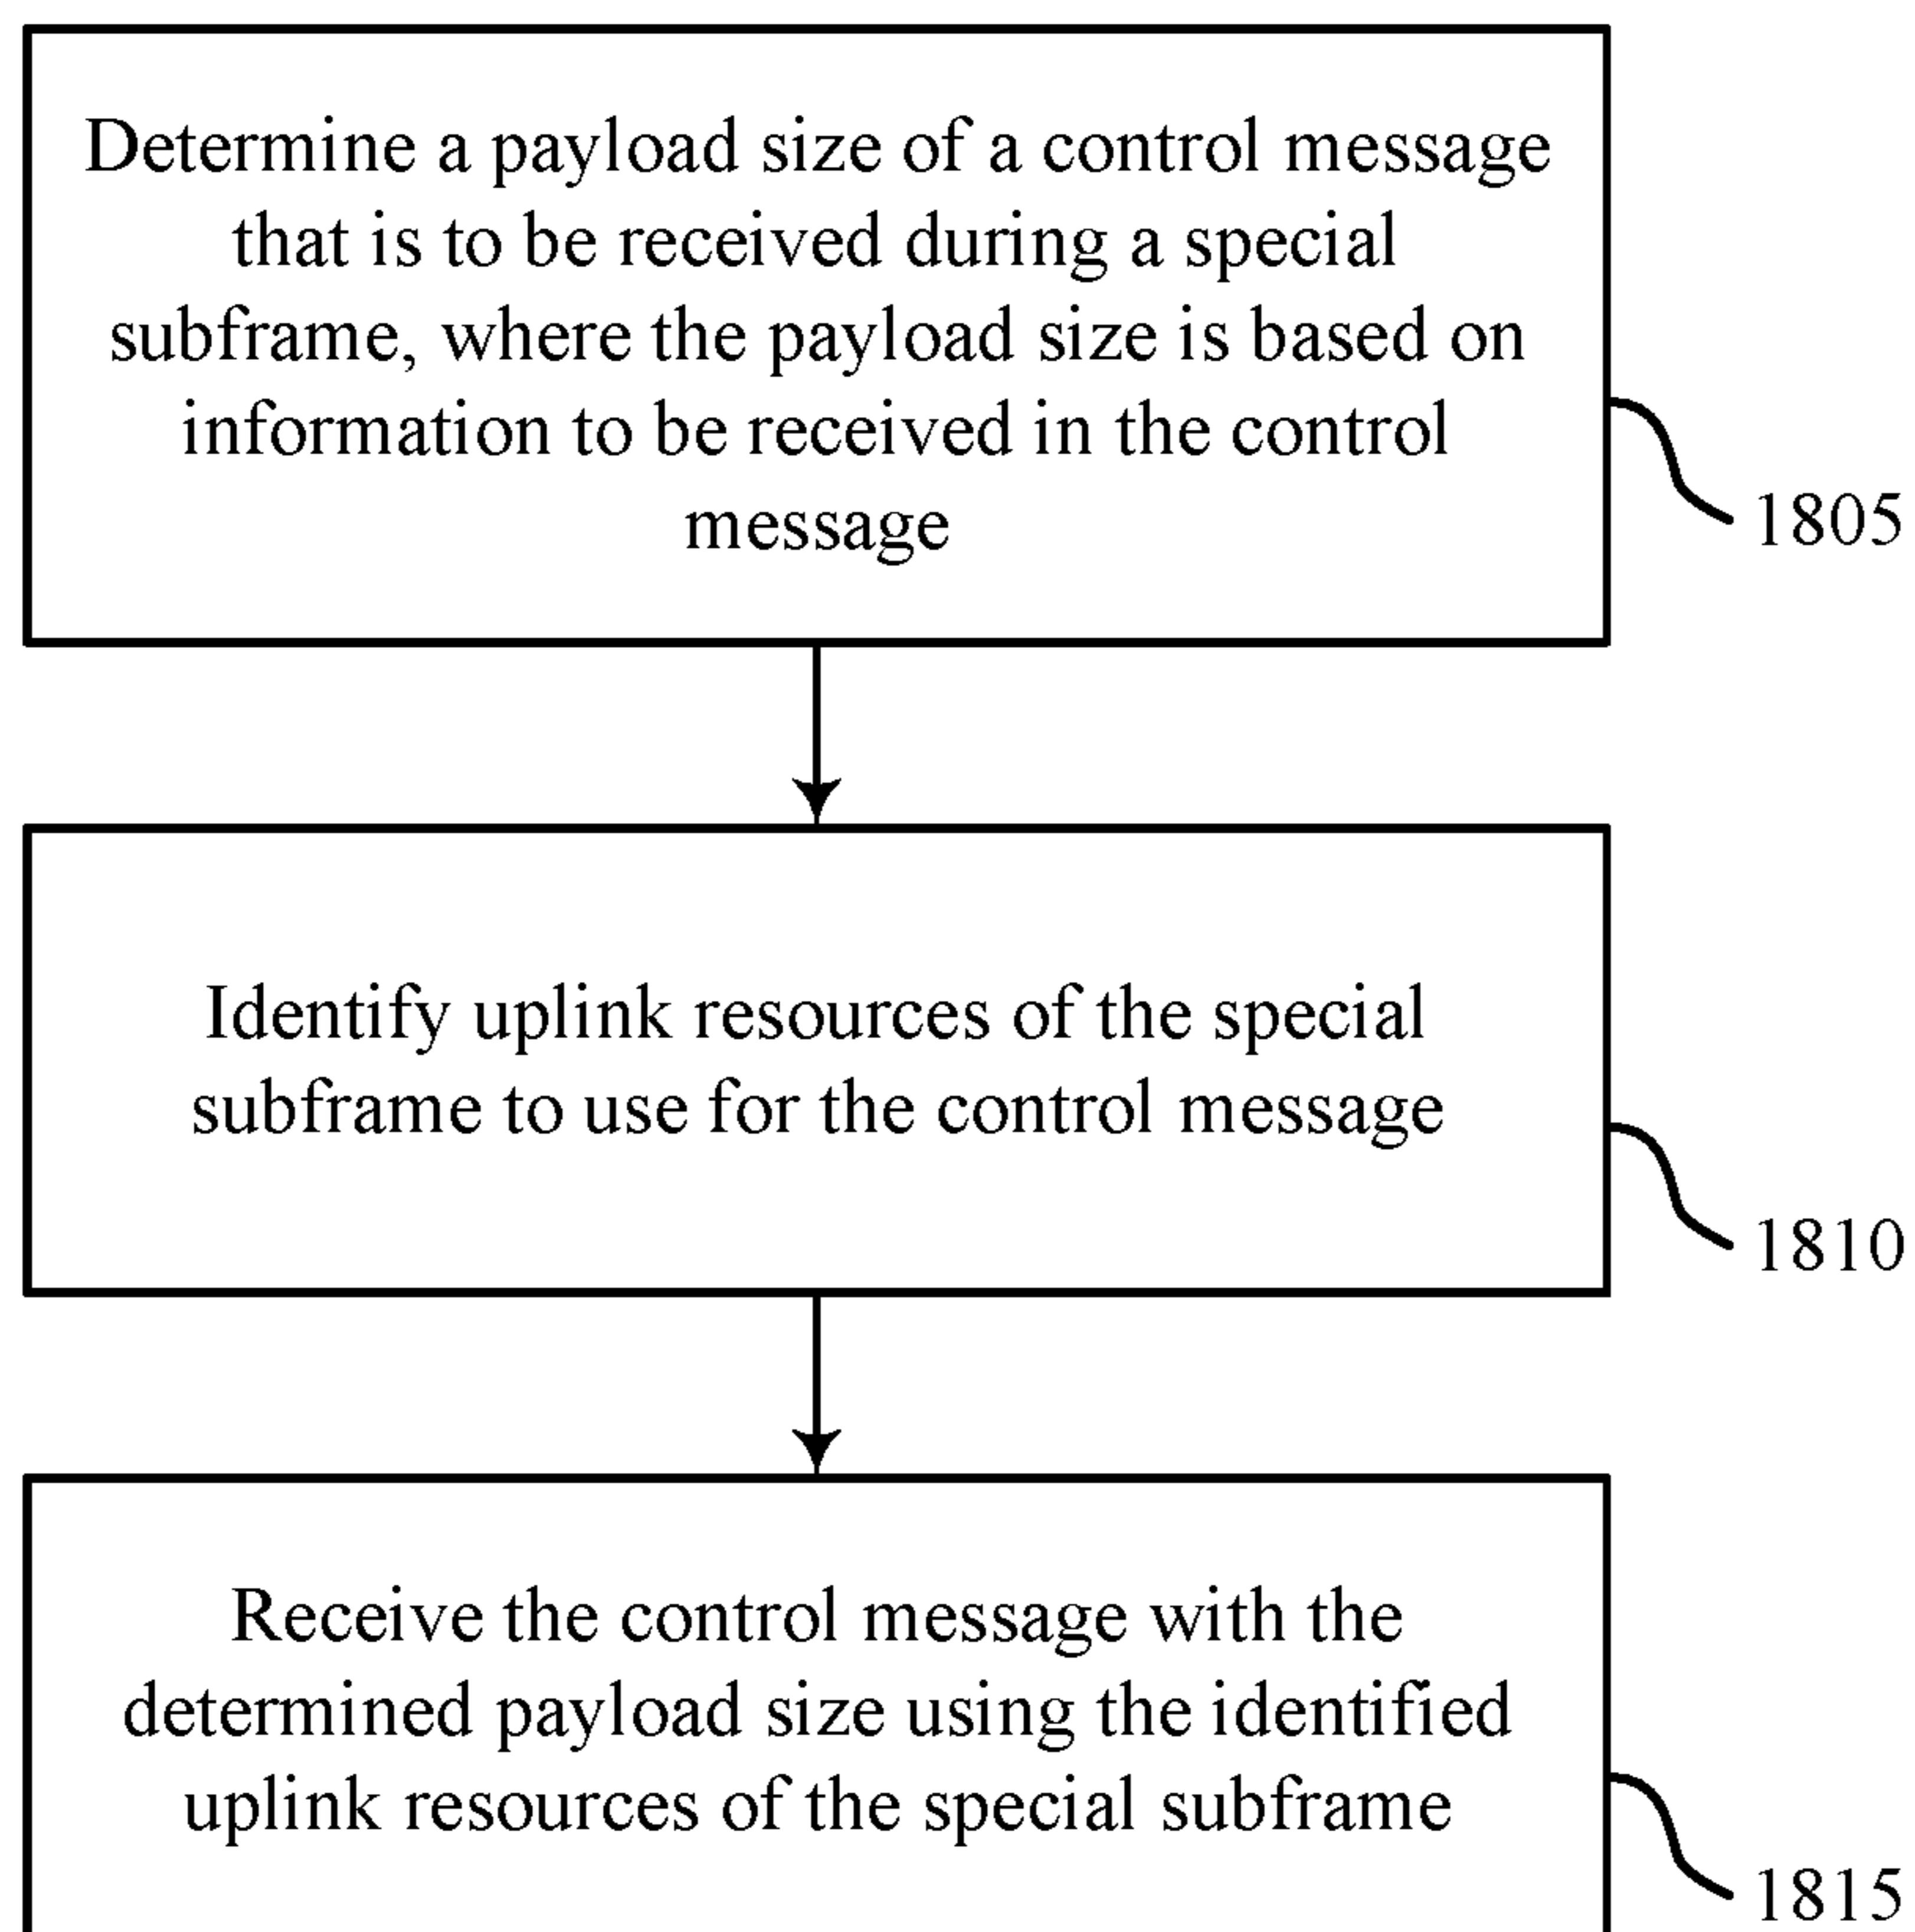 Determine a payload size of a control message
that is to be received during a special
subframe, where the payload size is based on
information to be received in the control
message
1805
Identify uplink resources of the special
subframe to use for the control message
1810
Receive the control message with the
determined payload size using the identified
uplink resources of the special subframe
1815